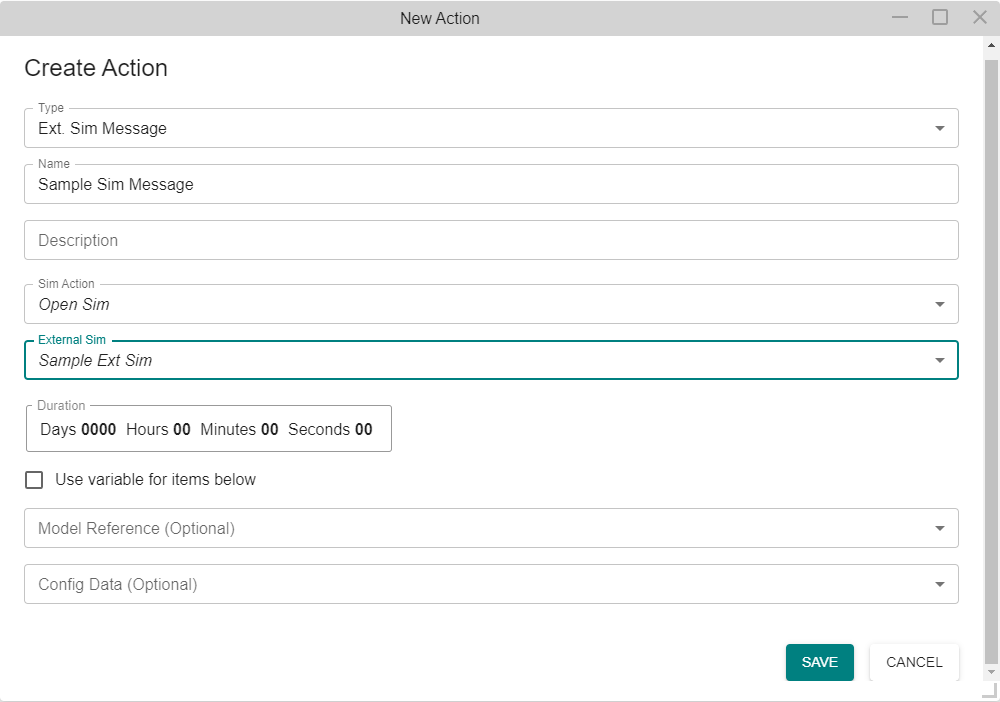 New Action
Create Action
Type
Ext. Sim Message
Name
Sample Sim Message
Description
Sim Action
Open Sim
External Sim
Sample Ext Sim
Duration
Days 0000 Hours 00 Minutes 00 Seconds 00
Use variable for items below
Model Reference (Optional)
Config Data (Optional)
SAVE CANCEL